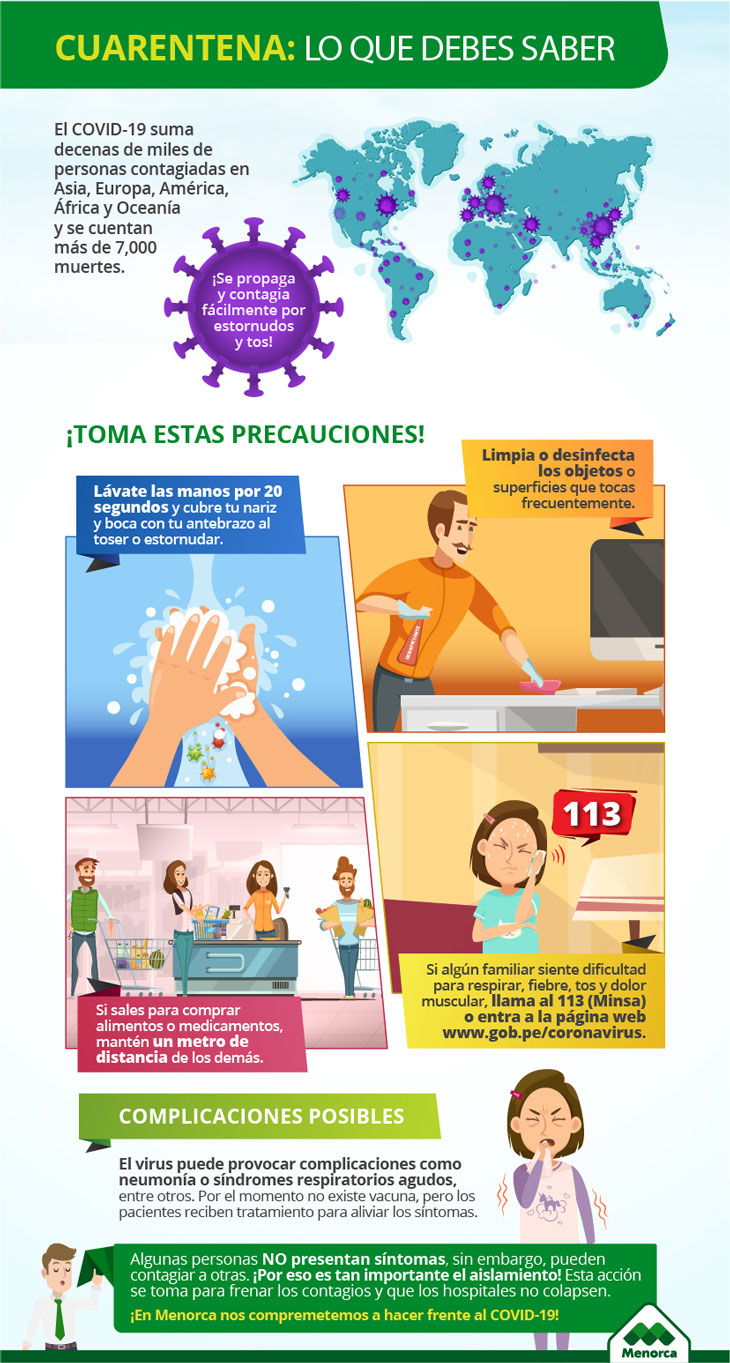 CUARENTENA: LO QUE DEBES SABER
El COVID-19 suma
decenas de miles de
personas contagiadas en
Asia, Europa, América,
África y Oceanía
y se cuentan
más de 7,000
muertes.
¡Se propaga
y contagia
fácilmente por
estornudos
y tos!
¡TOMA ESTAS PRECAUCIONES!
Lávate las manos por 20
segundos y cubre tu nariz
y boca con tu antebrazo al
toser o estornudar.
Limpia o desinfecta
los objetos o
superficies que tocas
frecuentemente.
DESINFECTANTE
113
Si sales para comprar
alimentos o medicamentos,
mantén un metro de
distancia de los demás.
Si algún familiar siente dificultad
para respirar, fiebre, tos y dolor
muscular, llama al 113 (Minsa)
o entra a la página web
www.gob.pe/coronavirus.
COMPLICACIONES POSIBLES
El virus puede provocar complicaciones como
neumonía o síndromes respiratorios agudos,
entre otros. Por el momento no existe vacuna, pero los
pacientes reciben tratamiento para aliviar los síntomas.
Algunas personas NO presentan síntomas, sin embargo, pueden
contagiar a otras. ¡Por eso es tan importante el aislamiento! Esta acción
se toma para frenar los contagios y que los hospitales no colapsen.
¡En Menorca nos compremetemos a hacer frente al COVID-19!
Menorca